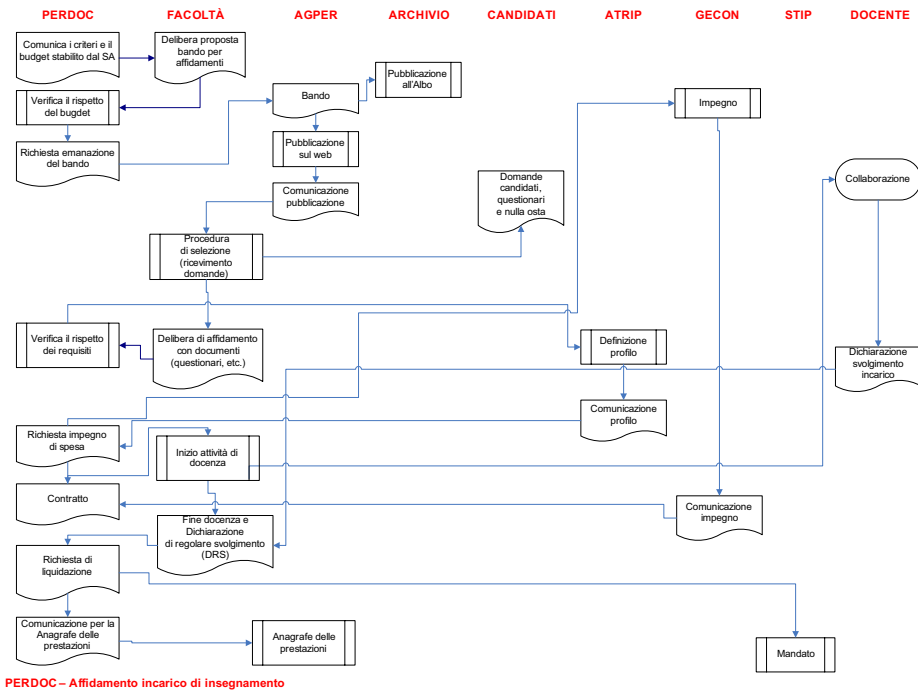 PERDOC FACOLTÀ AGPER ARCHIVIO CANDIDATI ATRIP GECON STIP DOCENTE
Comunica i criteri e il
budget stabilito dal SA
Delibera proposta
bando per
affidamenti
Pubblicazione
all'Albo
Verifica il rispetto
del bugdet
Bando
Impegno
Richiesta emanazione
del bando
Pubblicazione
sul web
Domande
candidati,
questionari
e nulla osta
Collaborazione
Comunicazione
pubblicazione
Procedura
di selezione
(ricevimento
domande)
Verifica il rispetto
dei requisiti
Delibera di affidamento
con documenti
(questionari, etc.)
Definizione
profilo
Dichiarazione
svolgimento
incarico
Comunicazione
profilo
Richiesta impegno
di spesa
Inizio attività di
docenza
Contratto
Comunicazione
impegno
Fine docenza e
Dichiarazione
di regolare svolgimento
(DRS)
Richiesta di
liquidazione
Comunicazione per la
Anagrafe delle
prestazioni
Anagrafe delle
prestazioni
Mandato
PERDOC – Affidamento incarico di insegnamento